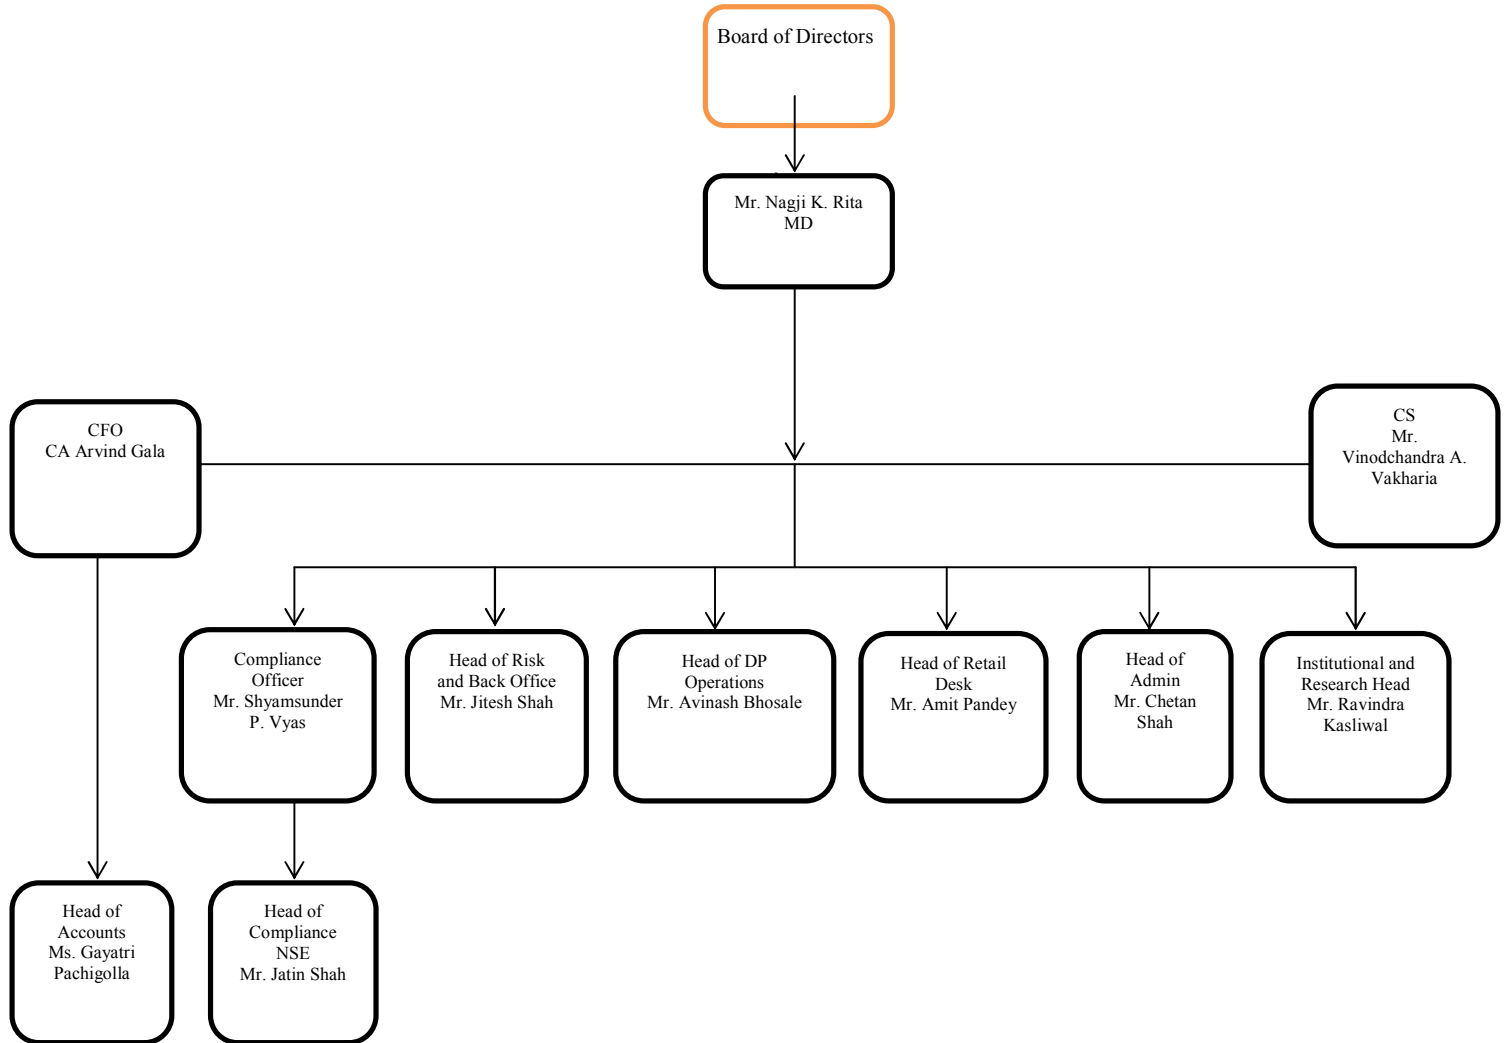 Board of Directors
Mr. Nagji K. Rita
MD
CFO
CA Arvind Gala
CS
Mr.
Vinodchandra A.
Vakharia
Compliance
Officer
Mr. Shyamsunder
P. Vyas
Head of Risk
and Back Office
Mr. Jitesh Shah
Head of DP
Operations
Mr. Avinash Bhosale
Head of Retail
Desk
Mr. Amit Pandey
Head of
Admin
Mr. Chetan
Shah
Institutional and
Research Head
Mr. Ravindra
Kasliwal
Head of
Accounts
Ms. Gayatri
Pachigolla
Head of
Compliance
NSE
Mr. Jatin Shah